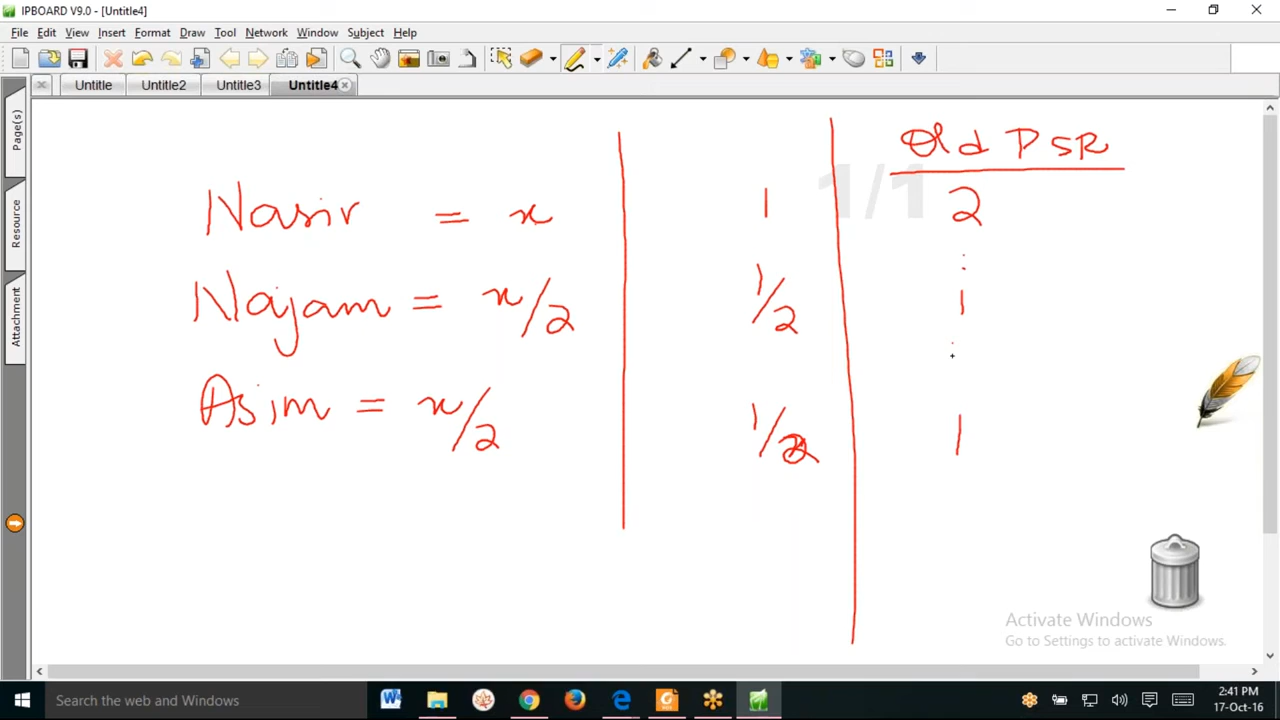 IPBOARD V9.0 - [Untitle4]
File Edit View Insert Format Draw Tool Network Window Subject Help
Untitle Untitle2 Untitle3 Untitle4
Page(s)
Resource
Attachment
1/1
Old PSR
Nasir = x 1 2
:
Najam = x/2 1/2 1
:
Asim = x/2 1/2 1
Activate Windows
Go to Settings to activate Windows.
Search the web and Windows
2:41 PM
17-Oct-16